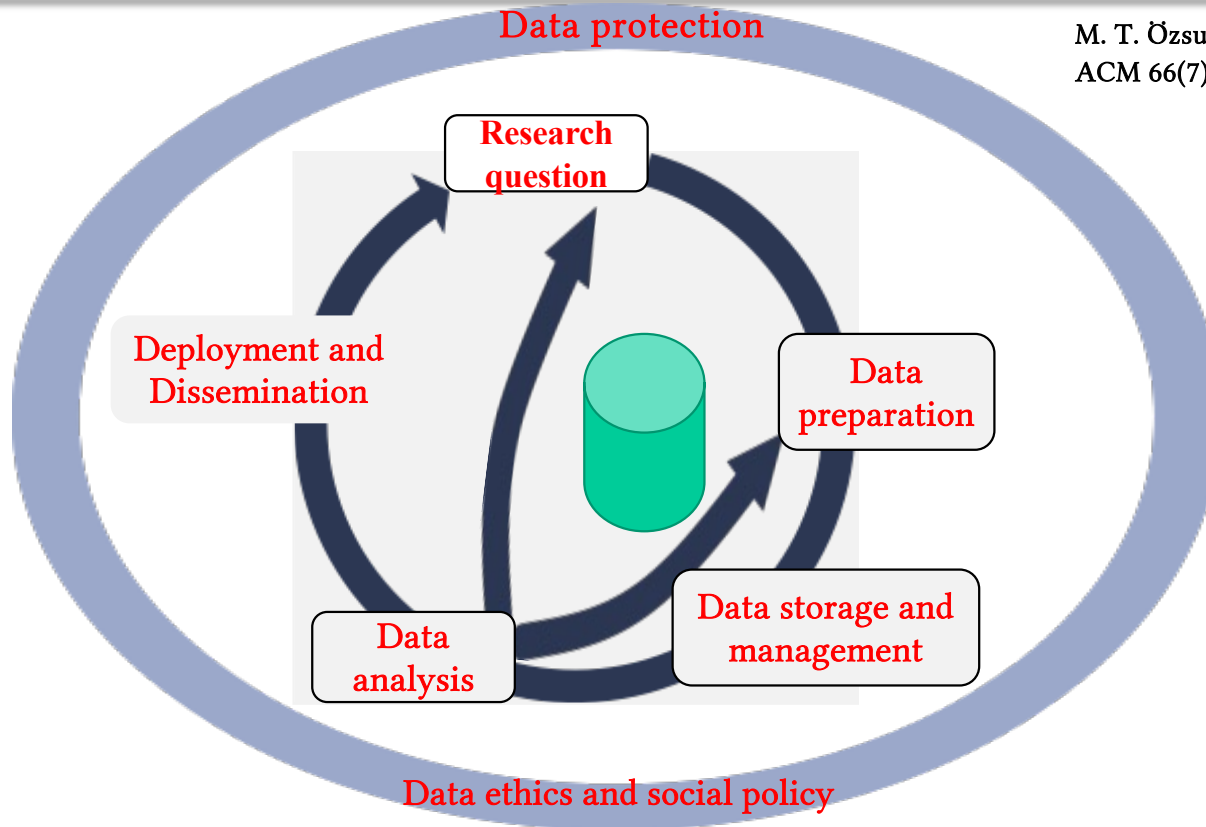 Data protection
M. T. Özsu
ACM 66(7)
Research
question
Deployment and
Dissemination
Data
preparation
Data storage and
management
Data
analysis
Data ethics and social policy